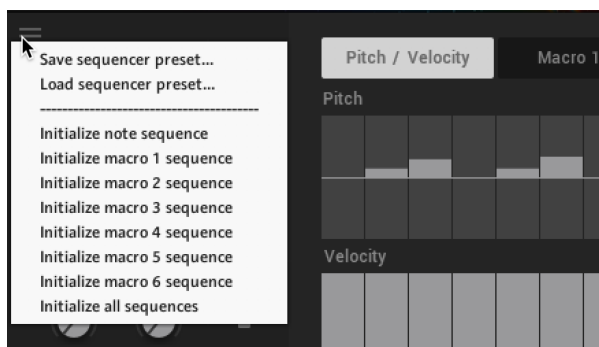 Save sequencer preset...
Load sequencer preset...
----------------------------------------
Initialize note sequence
Initialize macro 1 sequence
Initialize macro 2 sequence
Initialize macro 3 sequence
Initialize macro 4 sequence
Initialize macro 5 sequence
Initialize macro 6 sequence
Initialize all sequences
Pitch / Velocity
Macro 1
Pitch
Velocity